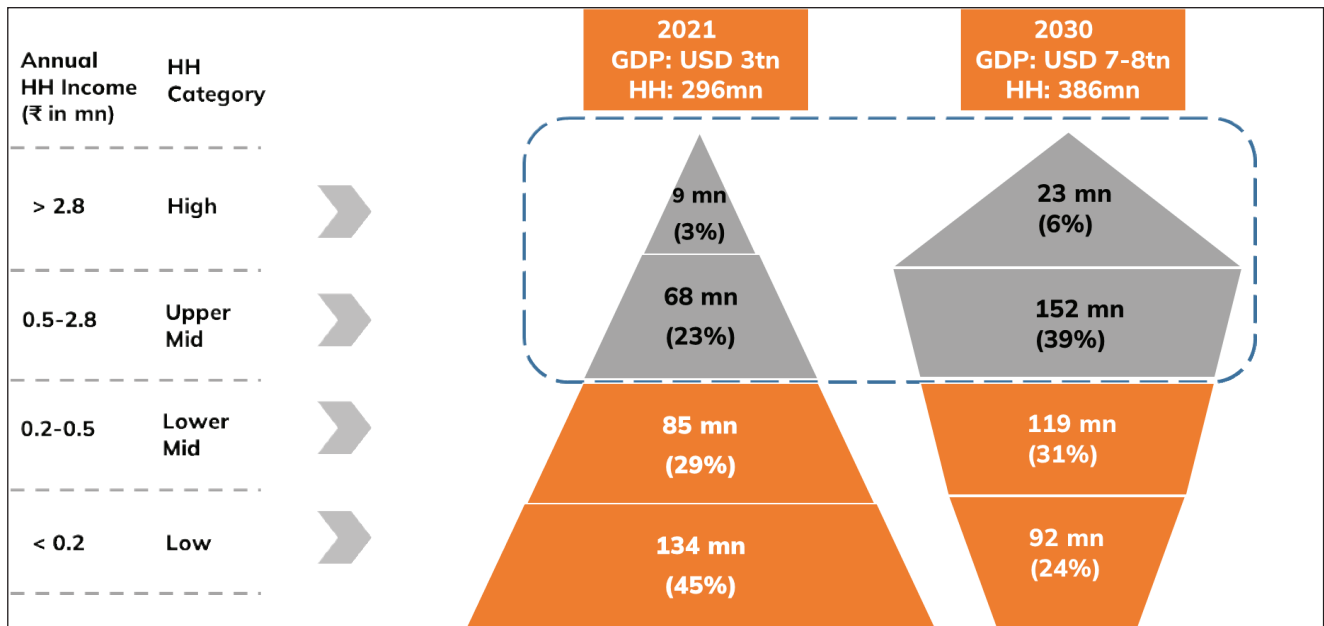 Annual
HH Income
(₹ in mn)
HH
Category
2021
GDP: USD 3tn
HH: 296mn
2030
GDP: USD 7-8tn
HH: 386mn
> 2.8
High
9 mn
(3%)
23 mn
(6%)
0.5-2.8
Upper
Mid
68 mn
(23%)
152 mn
(39%)
0.2-0.5
Lower
Mid
85 mn
(29%)
119 mn
(31%)
< 0.2
Low
134 mn
(45%)
92 mn
(24%)